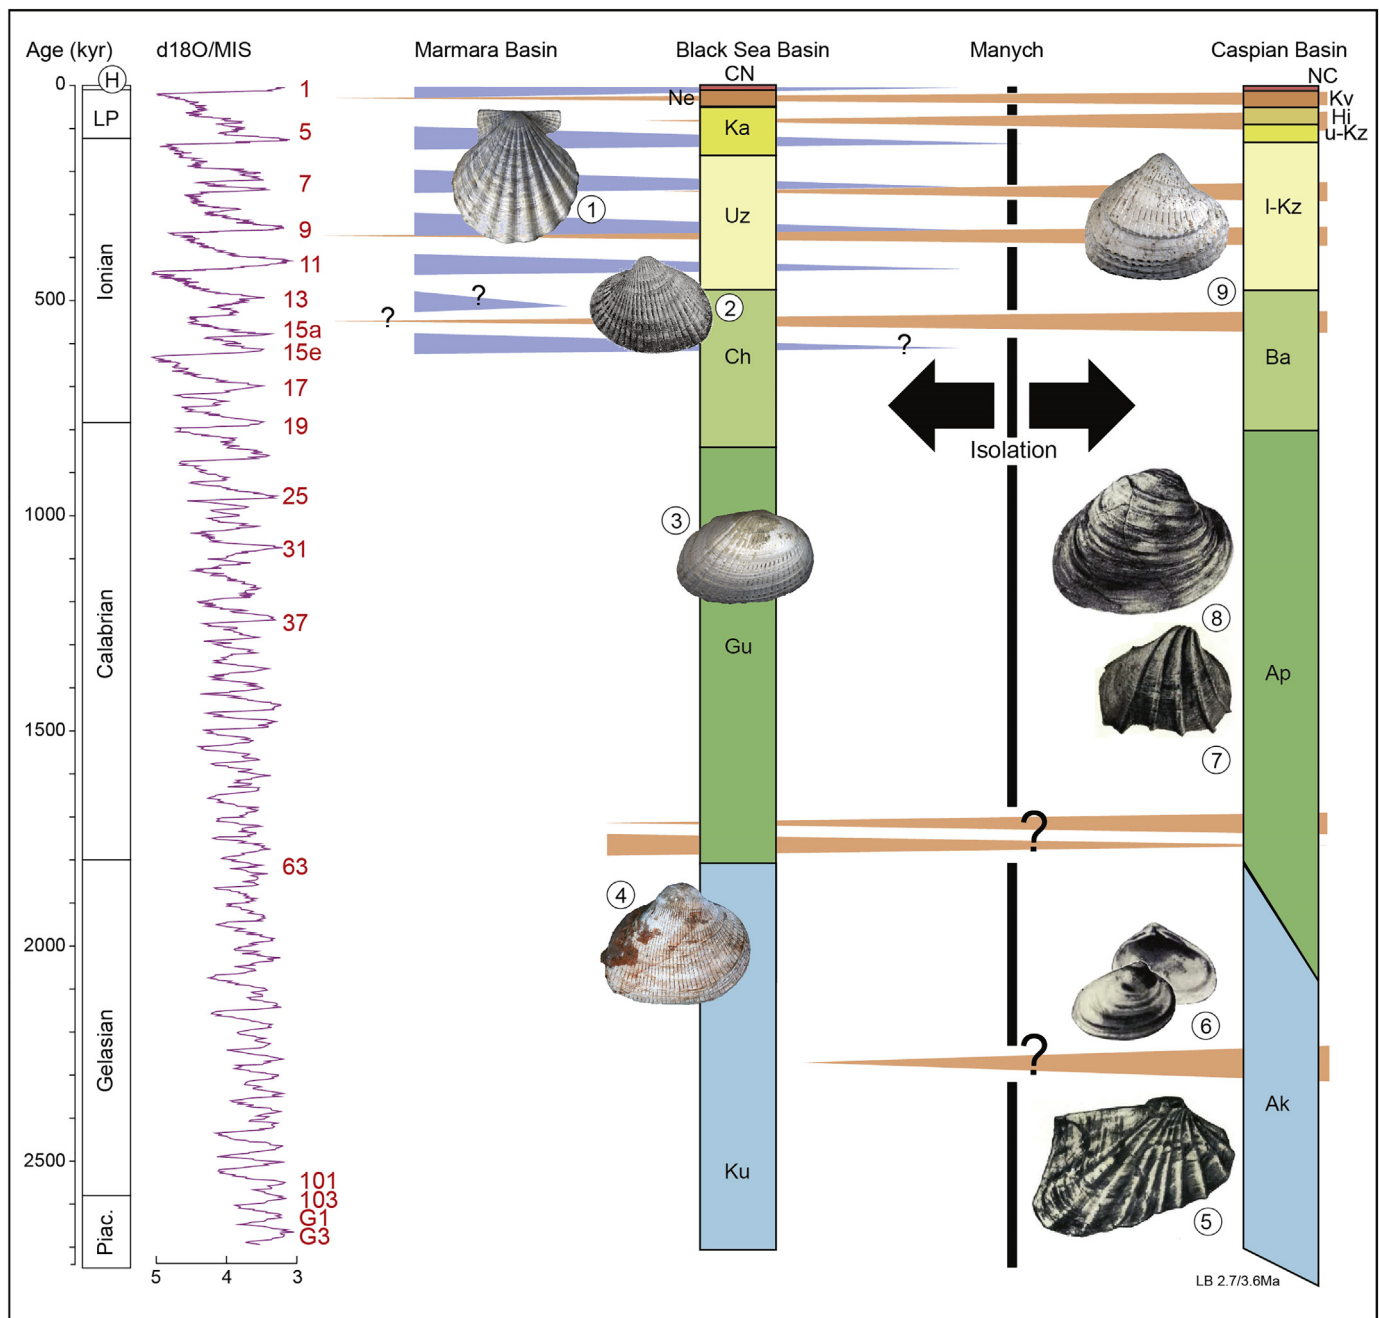 Age (kyr) d18O/MIS Marmara Basin Black Sea Basin Manych Caspian Basin
CN NC
0 H 1
Ne Kv
LP Hi
5 Ka u-Kz
7
1 Uz l-Kz
9
11
9
500 Ionian 13 ? 2
? 15a
15e ? Ch Ba
17
19
Isolation
25
1000 3
31
8
37
Calabrian Gu Ap
1500 7
?
63
4
2000
6
Gelasian ?
Ak
2500 Ku
101
103
5
G1
Piac. G3
5 4 3
LB 2.7/3.6Ma